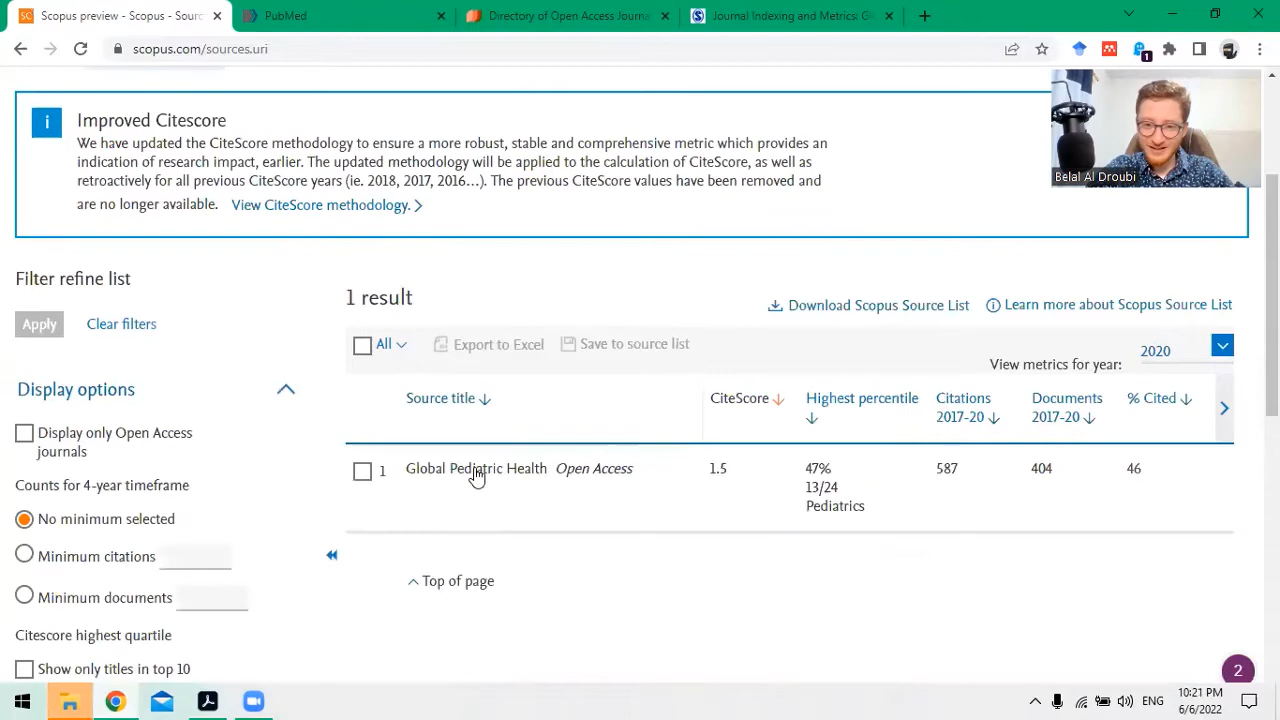 Scopus preview - Scopus - Sourc
PubMed
Directory of Open Access Journa
Journal Indexing and Metrics: Gl
scopus.com/sources.uri
1
Improved Citescore
We have updated the CiteScore methodology to ensure a more robust, stable and comprehensive metric which provides an
indication of research impact, earlier. The updated methodology will be applied to the calculation of CiteScore, as well as
retroactively for all previous CiteScore years (ie. 2018, 2017, 2016...). The previous CiteScore values have been removed and
are no longer available. View CiteScore methodology.
Belal Al Droubi
Filter refine list
Apply
Clear filters
1 result
Download Scopus Source List
Learn more about Scopus Source List
All
Export to Excel
Save to source list
View metrics for year:
2020
Display options
Display only Open Access
journals
Counts for 4-year timeframe
No minimum selected
Minimum citations
Minimum documents
Citescore highest quartile
Show only titles in top 10
Source title
CiteScore
Highest percentile
Citations
2017-20
Documents
2017-20
% Cited
1
Global Pediatric Health Open Access
1.5
47%
13/24
Pediatrics
587
404
46
Top of page
2
ENG
10:21 PM
6/6/2022